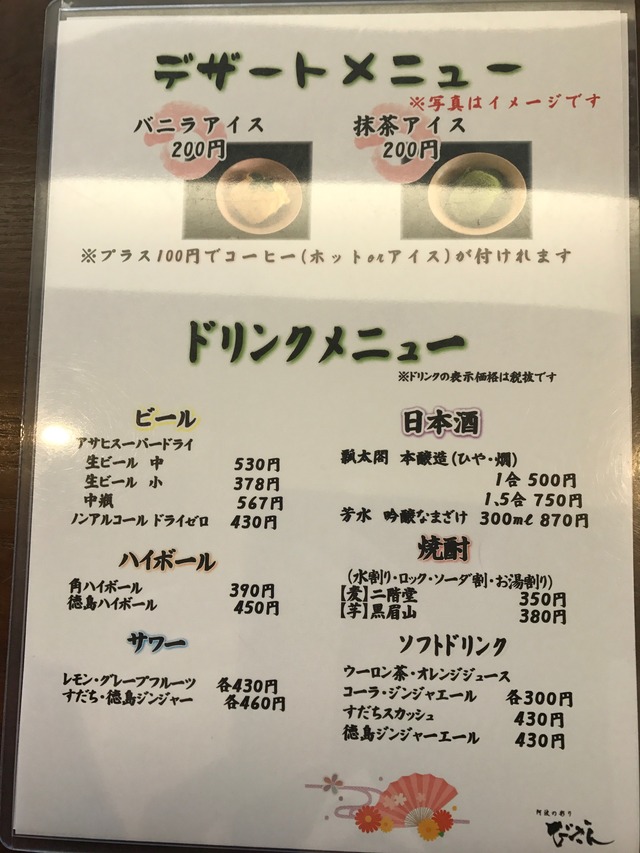 デザートメニュー
※写真はイメージです
バニラアイス
200円
抹茶アイス
200円
※プラス100円でコーヒー(ホットorアイス)が付けれます
ドリンクメニュー
※ドリンクの表示価格は税抜です
ビール
アサヒスーパードライ
生ビール 中 530円
生ビール 小 378円
中瓶 567円
ノンアルコール ドライゼロ 430円
ハイボール
角ハイボール 390円
徳島ハイボール 450円
サワー
レモン・グレープフルーツ 各430円
すだち・徳島ジンジャー 各460円
日本酒
瓢太閤 本醸造(ひや・燗)
1合 500円
1,5合 750円
芳水 吟醸なまざけ 300ml 870円
焼酎
(水割り・ロック・ソーダ割・お湯割り)
【麦】二階堂 350円
【芋】黒眉山 380円
ソフトドリンク
ウーロン茶・オレンジジュース
コーラ・ジンジャエール 各300円
すだちスカッシュ 430円
徳島ジンジャーエール 430円
阿波の彩り